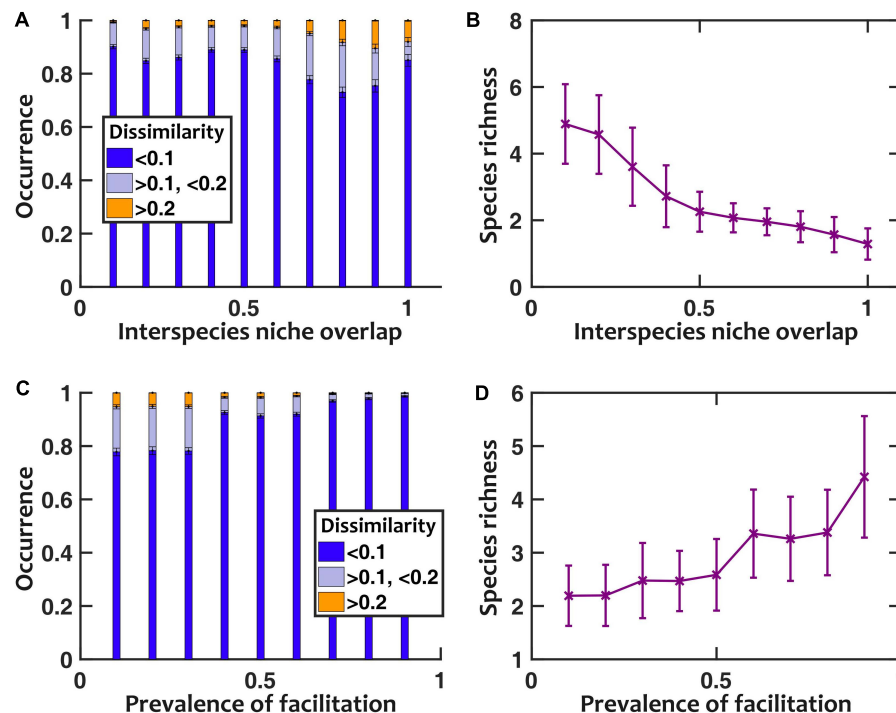 A
1
0.8
0.6
0.4
0.2
0
Occurrence
Dissimilarity
<0.1
>0.1, <0.2
>0.2
0 0.5 1
Interspecies niche overlap
B
8
6
4
2
0
Species richness
0 0.5 1
Interspecies niche overlap
C
1
0.8
0.6
0.4
0.2
0
Occurrence
Dissimilarity
<0.1
>0.1, <0.2
>0.2
0 0.5 1
Prevalence of facilitation
D
6
5
4
3
2
1
Species richness
0 0.5
Prevalence of facilitation